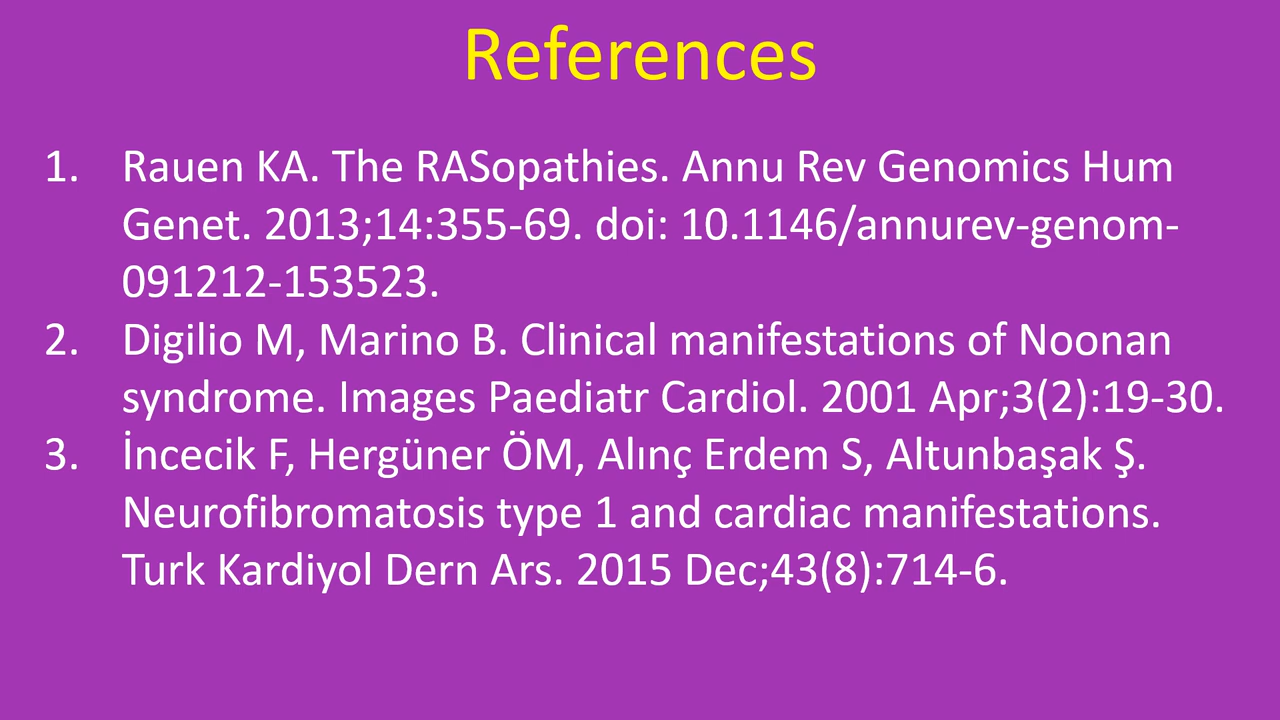 References
1. Rauen KA. The RASopathies. Annu Rev Genomics Hum
Genet. 2013;14:355-69. doi: 10.1146/annurev-genom-
091212-153523.
2. Digilio M, Marino B. Clinical manifestations of Noonan
syndrome. Images Paediatr Cardiol. 2001 Apr;3(2):19-30.
3. İncecik F, Hergüner ÖM, Alınç Erdem S, Altunbaşak Ş.
Neurofibromatosis type 1 and cardiac manifestations.
Turk Kardiyol Dern Ars. 2015 Dec;43(8):714-6.